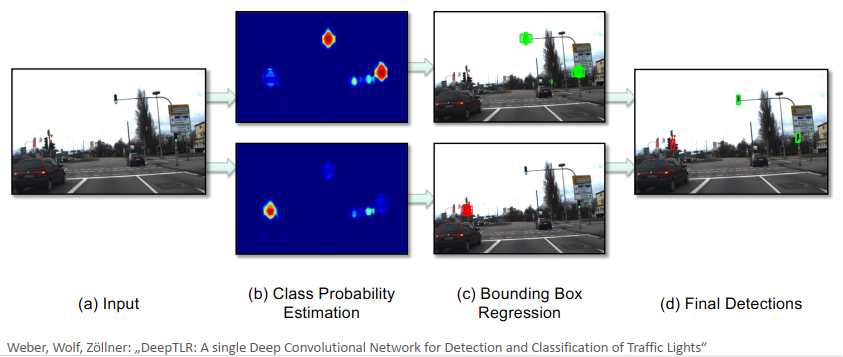 (a) Input
(b) Class Probability
Estimation
(c) Bounding Box
Regression
(d) Final Detections
Weber, Wolf, Zöllner: „DeepTLR: A single Deep Convolutional Network for Detection and Classification of Traffic Lights“